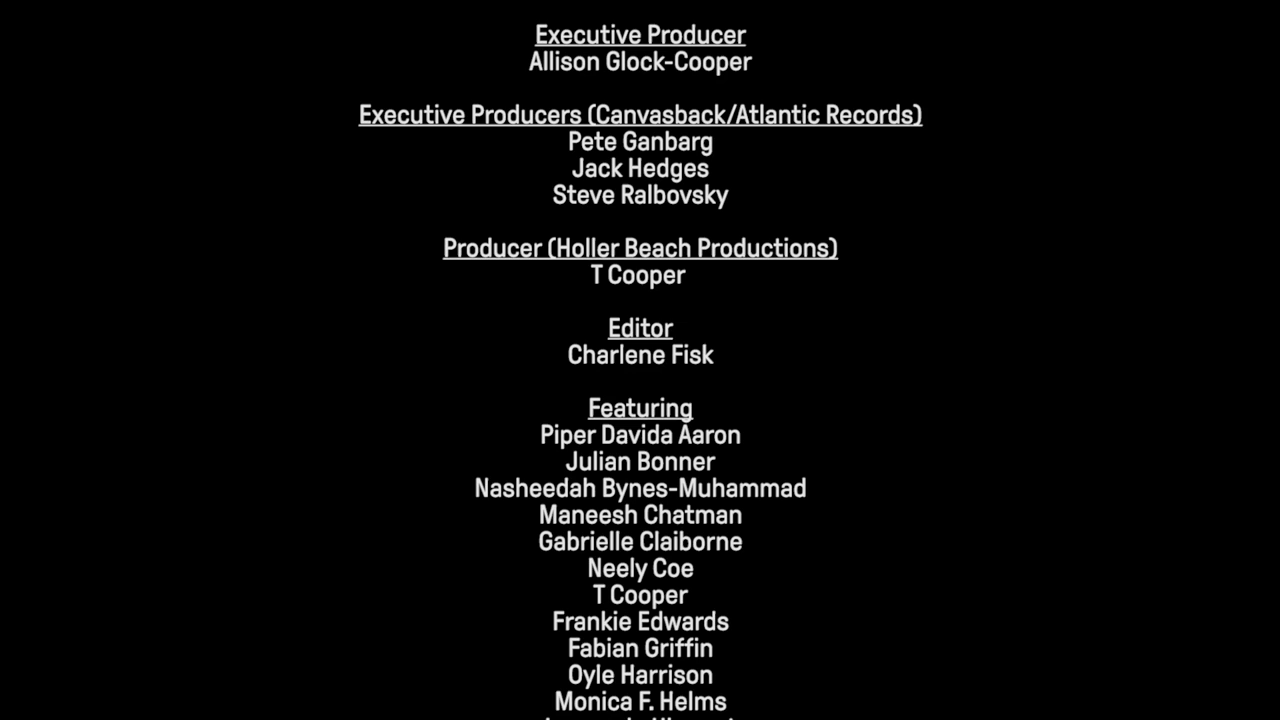 Executive Producer
Allison Glock-Cooper
Executive Producers (Canvasback/Atlantic Records)
Pete Ganbarg
Jack Hedges
Steve Ralbovsky
Producer (Holler Beach Productions)
T Cooper
Editor
Charlene Fisk
Featuring
Piper Davida Aaron
Julian Bonner
Nasheedah Bynes-Muhammad
Maneesh Chatman
Gabrielle Claiborne
Neely Coe
T Cooper
Frankie Edwards
Fabian Griffin
Oyle Harrison
Monica F. Helms